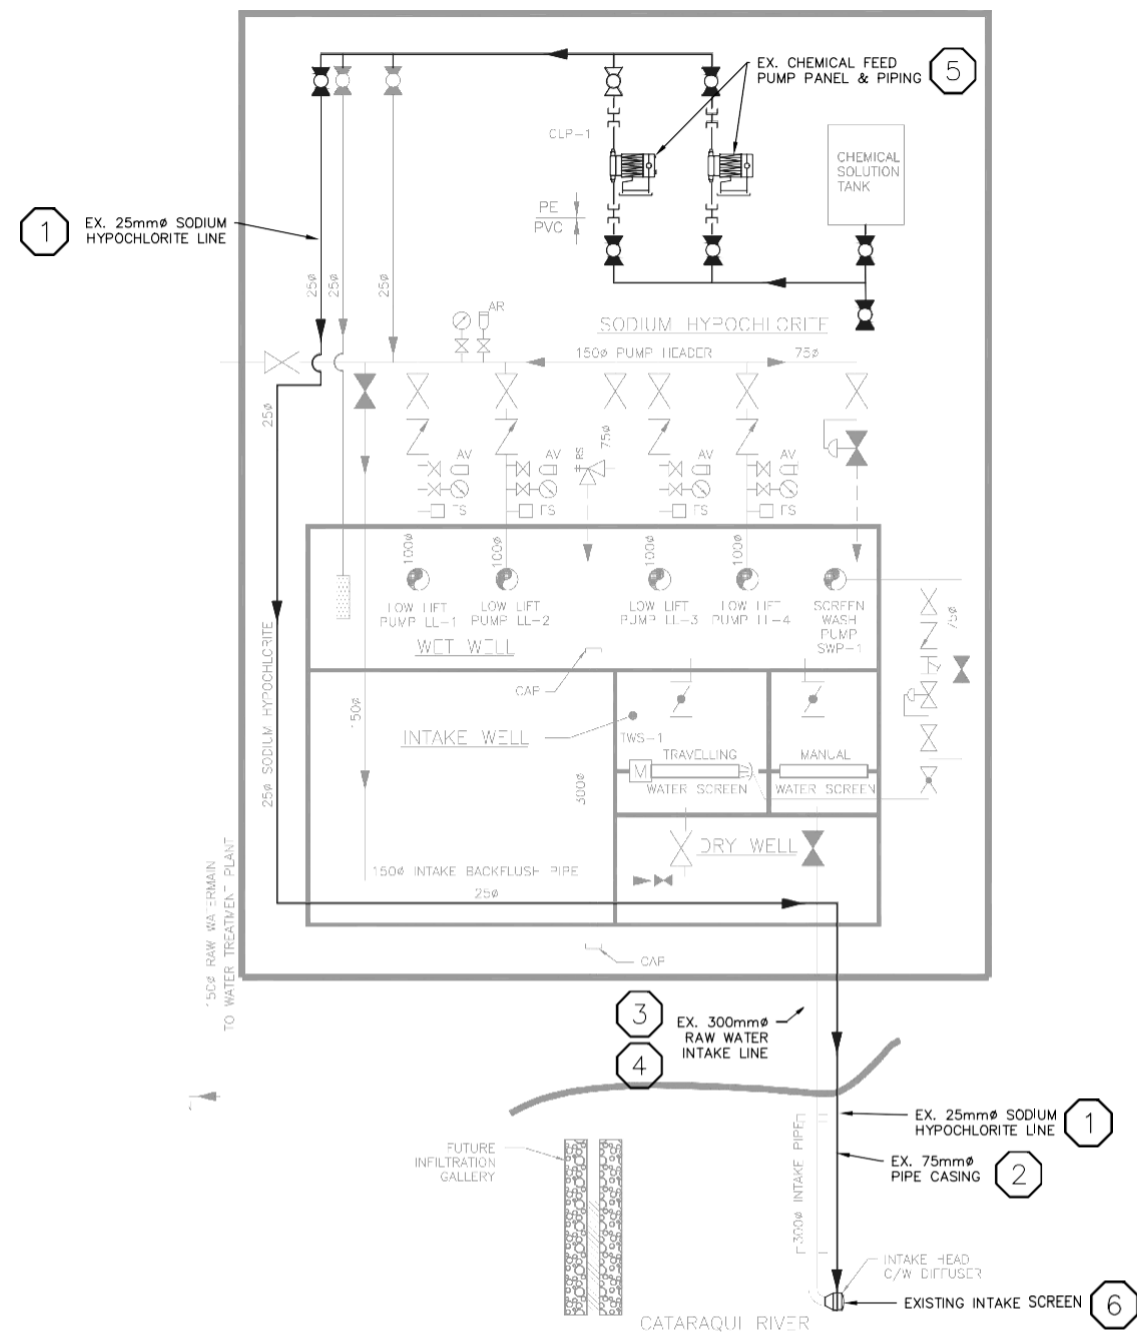 EX. CHEMICAL FEED
PUMP PANEL & PIPING
5
CLP-1
CHEMICAL
SOLUTION
TANK
1
EX. 25mmø SODIUM
HYPOCHLORITE LINE
PE
PVC
25ø
25ø
25ø
AR
SODIUM HYPOCHLORITE
150ø PUMP HEADER
75ø
25ø
75ø
RS
AV
AV
AV
AV
FS
FS
FS
FS
100ø
100ø
100ø
100ø
LOW LIFT
PUMP LL-1
LOW LIFT
PUMP LL-2
LOW LIFT
PUMP LL-3
LOW LIFT
PUMP LL-4
SCREEN
WASH
PUMP
SWP-1
75ø
WET WELL
CAP
25ø SODIUM HYPOCHLORITE
150ø
INTAKE WELL
TWS-1
TRAVELLING
M
WATER SCREEN
MANUAL
WATER SCREEN
300ø
DRY WELL
150ø INTAKE BACKFLUSH PIPE
25ø
150ø RAW WATERMAIN
TO WATER TREATMENT PLANT
CAP
3
4
EX. 300mmø
RAW WATER
INTAKE LINE
EX. 25mmø SODIUM
HYPOCHLORITE LINE
1
EX. 75mmø
PIPE CASING
2
FUTURE
INFILTRATION
GALLERY
300ø INTAKE PIPE
INTAKE HEAD
C/W DIFFUSER
EXISTING INTAKE SCREEN
6
CATARAQUI RIVER